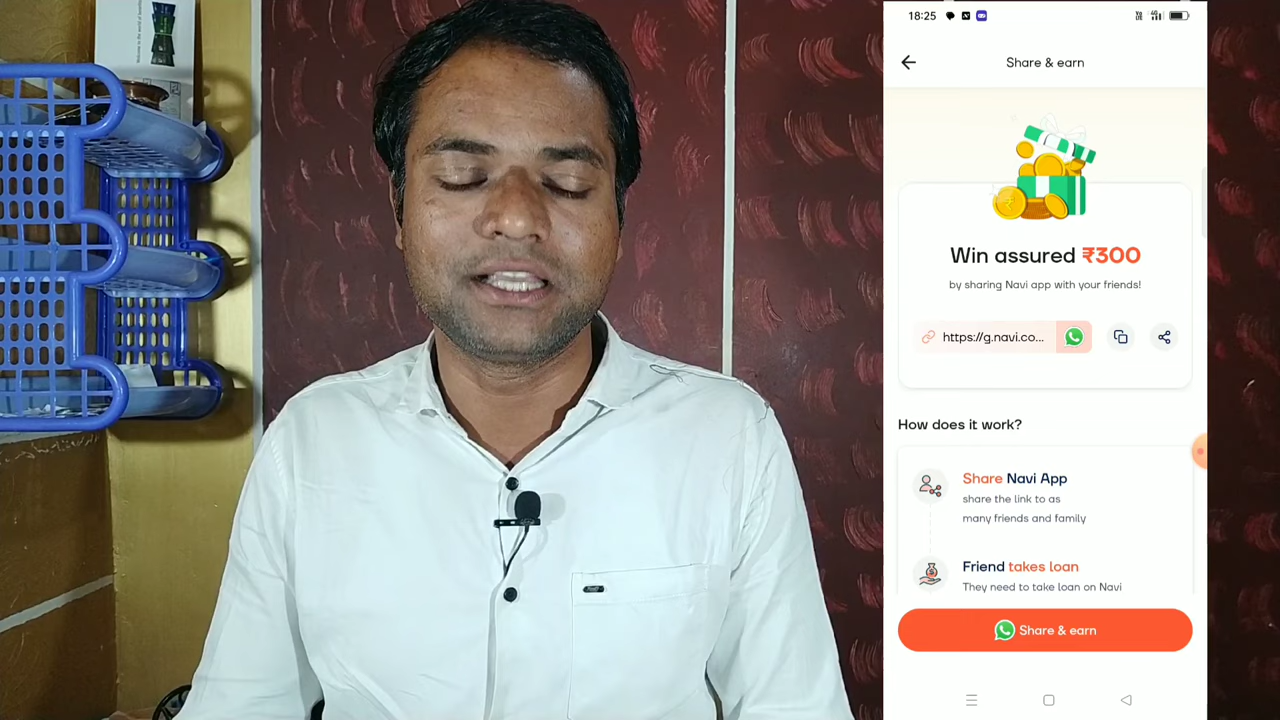 18:25
Share & earn
Win assured ₹300
by sharing Navi app with your friends!
https://g.navi.co...
How does it work?
Share Navi App
share the link to as
many friends and family
Friend takes loan
They need to take loan on Navi
Share & earn